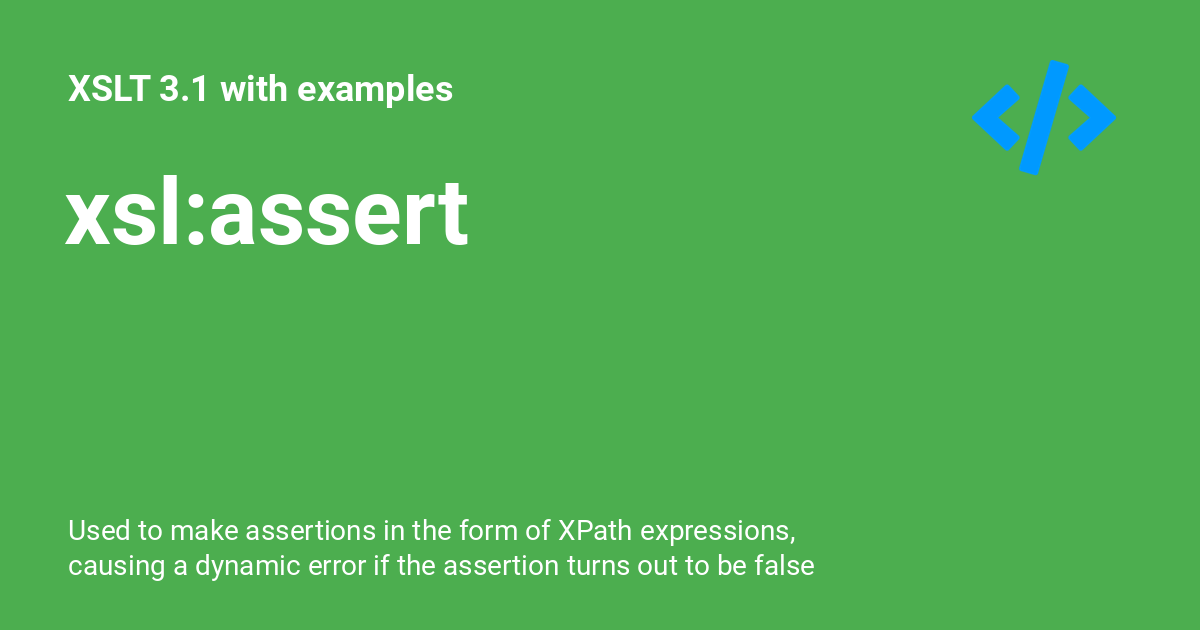 XSLT 3.1 with examples
xsl:assert
Used to make assertions in the form of XPath expressions,
causing a dynamic error if the assertion turns out to be false